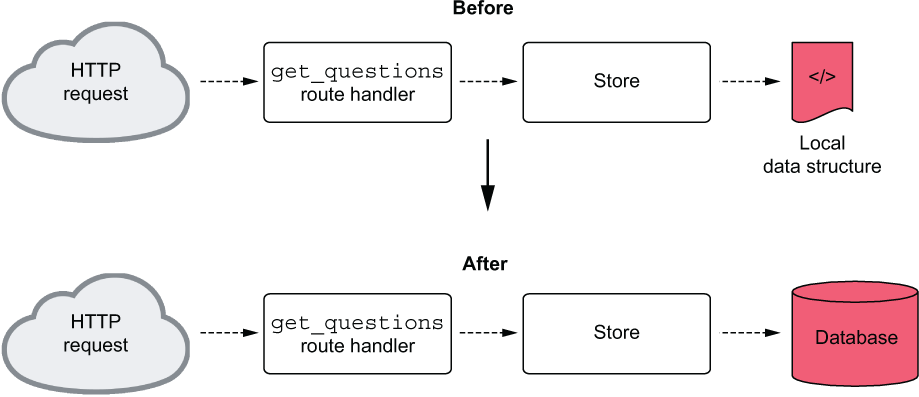 Before
HTTP
request
get_questions
route handler
Store
</>
Local
data structure
After
HTTP
request
get_questions
route handler
Store
Database